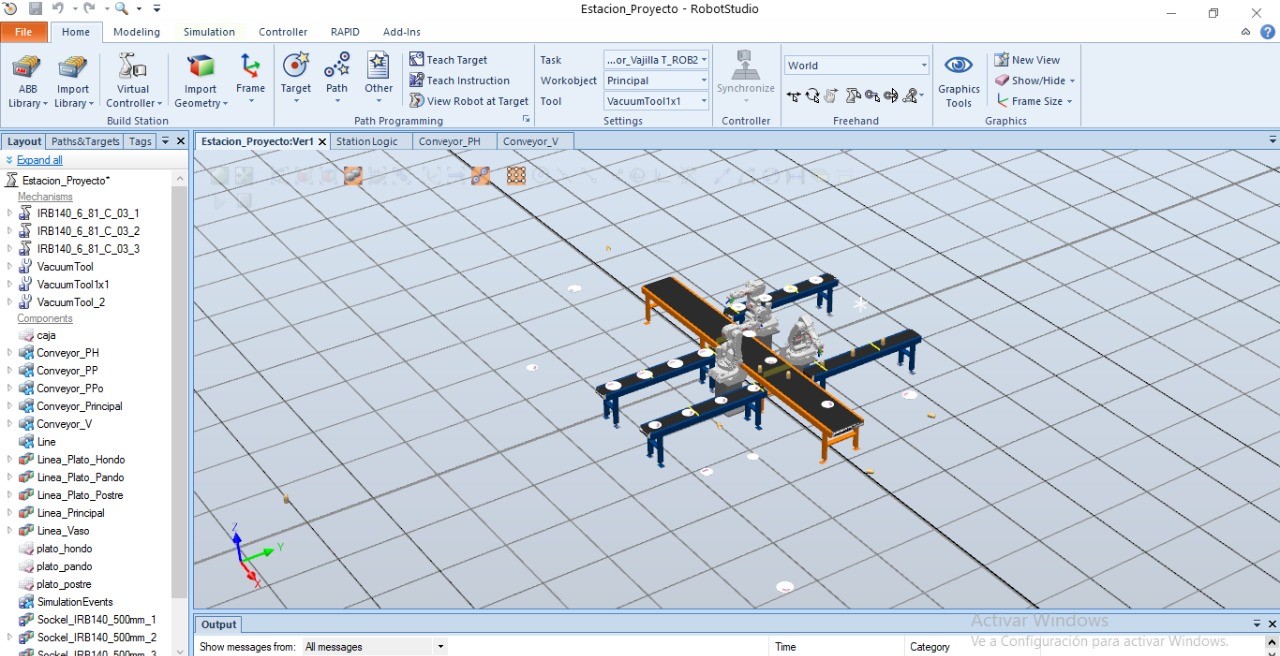 Estacion_Proyecto - RobotStudio
File Home Modeling Simulation Controller RAPID Add-Ins
ABB Library
Import Library
Virtual Controller
Import Geometry
Frame
Build Station
Target
Path
Other
Teach Target
Teach Instruction
View Robot at Target
Path Programming
Task ...or_Vajilla T_ROB2
Workobject Principal
Tool VacuumTool1x1
Settings
Synchronize
Controller
World
Freehand
Graphics Tools
New View
Show/Hide
Frame Size
Graphics
Layout Paths&Targets Tags
Estacion_Proyecto:Ver1 Station Logic Conveyor_PH Conveyor_V
Expand all
Estacion_Proyecto*
Mechanisms
IRB140_6_81_C_03_1
IRB140_6_81_C_03_2
IRB140_6_81_C_03_3
VacuumTool
VacuumTool1x1
VacuumTool_2
Components
caja
Conveyor_PH
Conveyor_PP
Conveyor_PPo
Conveyor_Principal
Conveyor_V
Line
Linea_Plato_Hondo
Linea_Plato_Pando
Linea_Plato_Postre
Linea_Principal
Linea_Vaso
plato_hondo
plato_pando
plato_postre
SimulationEvents
Sockel_IRB140_500mm_1
Sockel_IRB140_500mm_2
Sockel_IRB140_500mm_3
Z
Y
X
Output
Show messages from: All messages Time Category
Activar Windows
Ve a Configuración para activar Windows.